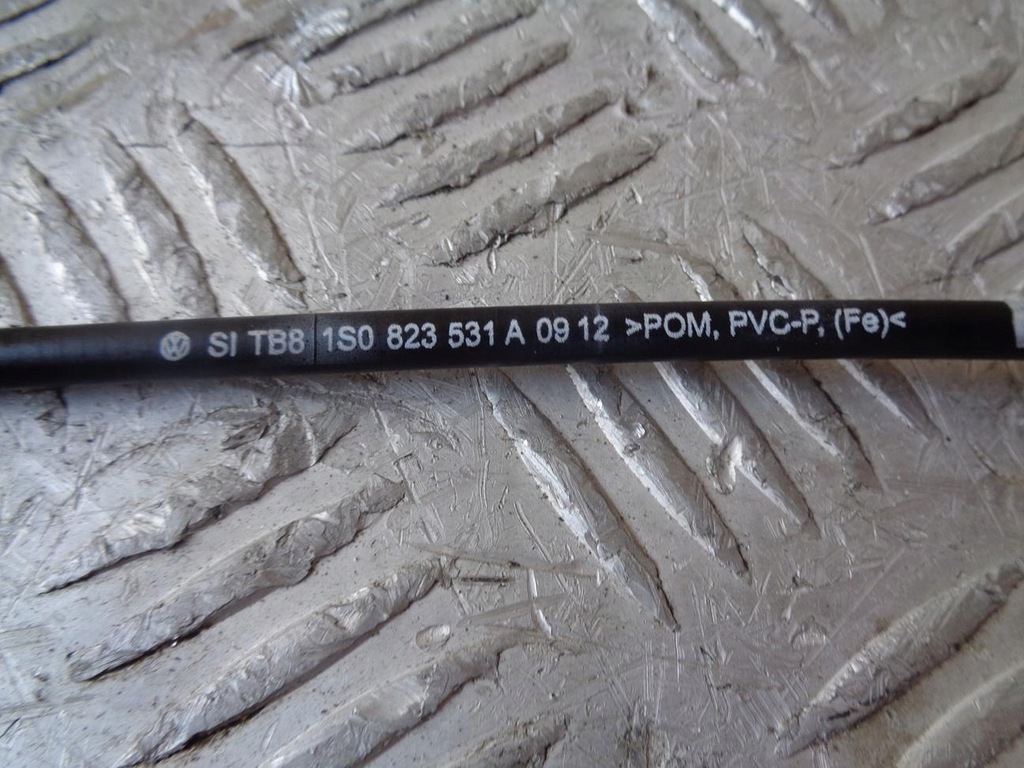 SI TB8 1S0 823 531 A 09 12 >POM, PVC-P, (Fe)<